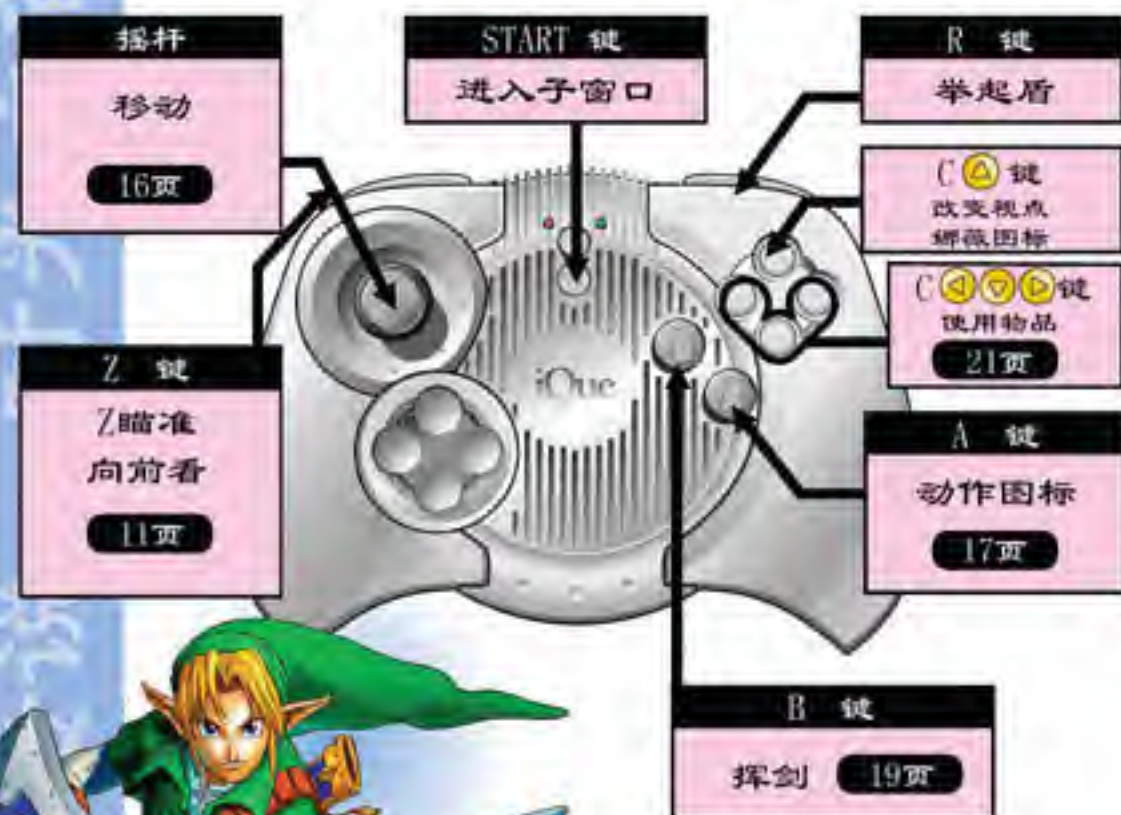 摇杆
移动
16页
START 键
进入子窗口
R 键
举起盾
C 键
改变视点
娜薇图标
C 键
使用物品
21页
Z 键
Z瞄准
向前看
11页
iQue
A 键
动作图标
17页
B 键
挥剑 19页